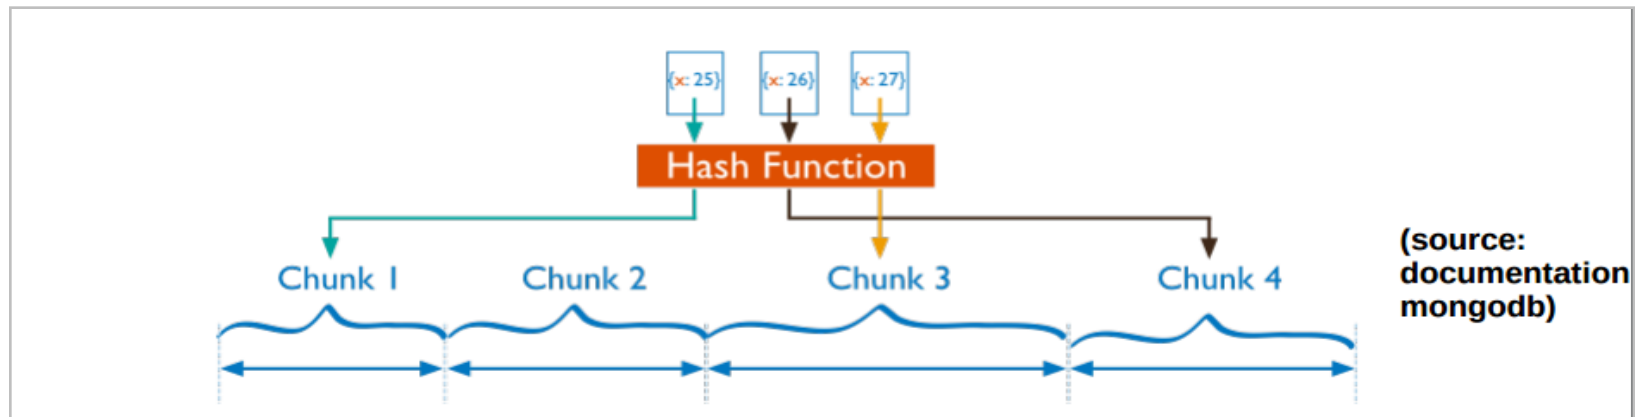 {x: 25} {x: 26} {x: 27}
Hash Function
Chunk 1 Chunk 2 Chunk 3 Chunk 4
(source:
documentation
mongodb)